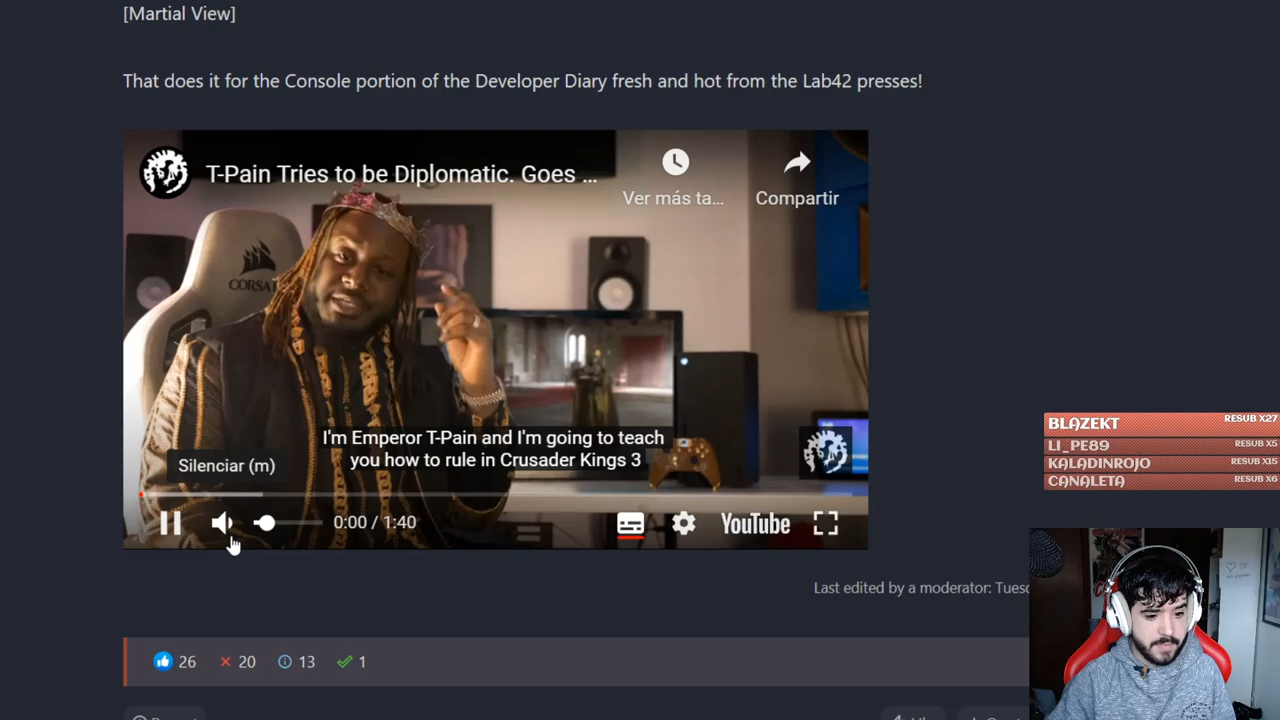 [Martial View]
That does it for the Console portion of the Developer Diary fresh and hot from the Lab42 presses!
T-Pain Tries to be Diplomatic. Goes ...
Ver más ta...
Compartir
CORSA
I'm Emperor T-Pain and I'm going to teach
you how to rule in Crusader Kings 3
Silenciar (m)
0:00 / 1:40
YouTube
Last edited by a moderator: Tuesd
26
20
13
1
BLAZEKT RESUB X27
LI_PE89 RESUB X5
KALADINROJO RESUB X15
CANALETA RESUB X6